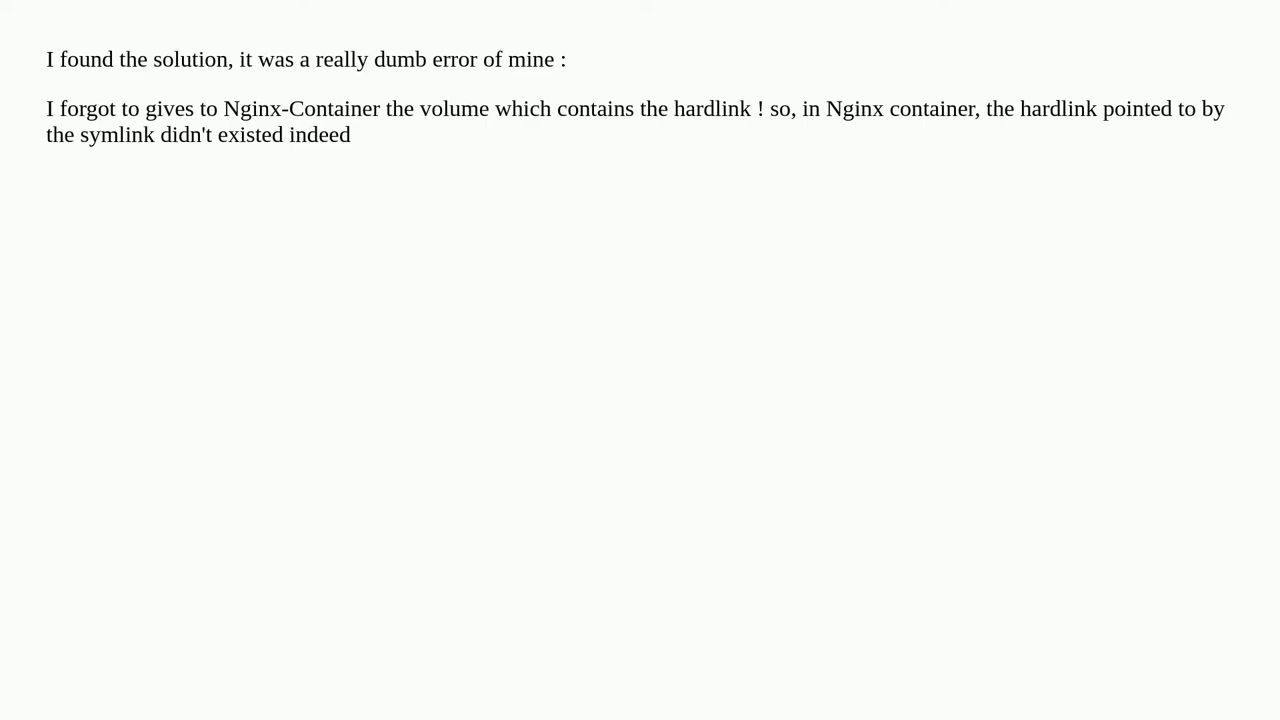 I found the solution, it was a really dumb error of mine :
I forgot to gives to Nginx-Container the volume which contains the hardlink ! so, in Nginx container, the hardlink pointed to by
the symlink didn't existed indeed